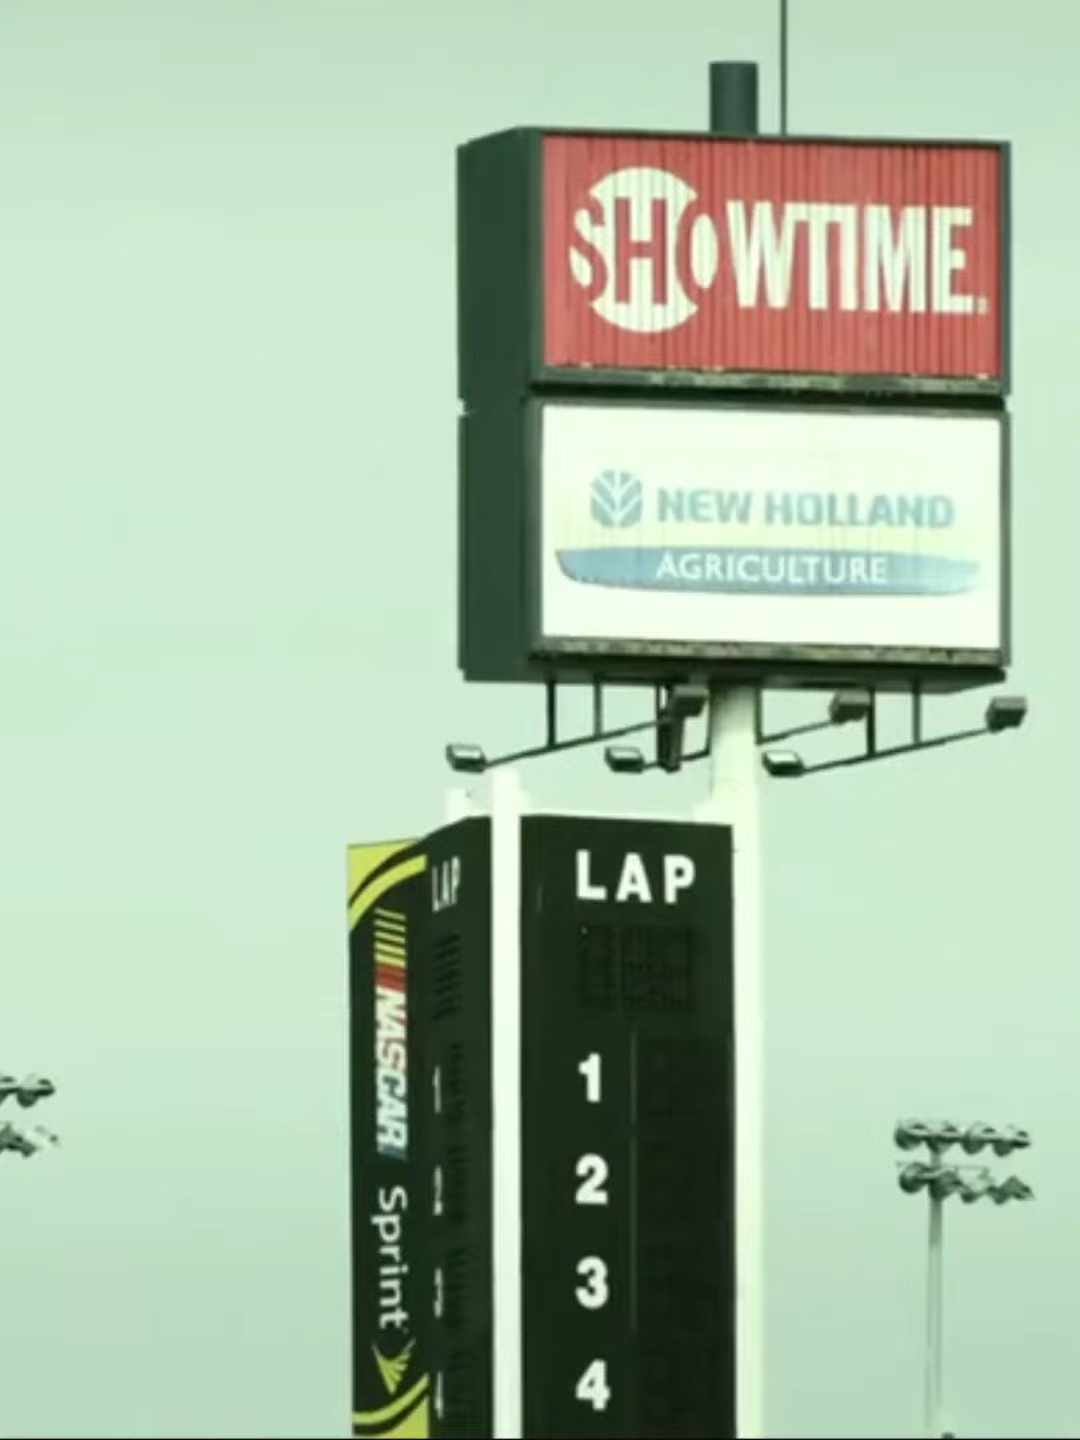 SHOWTIME.
NEW HOLLAND
AGRICULTURE
LAP
1
2
3
4
LAP
NASCAR
Sprint